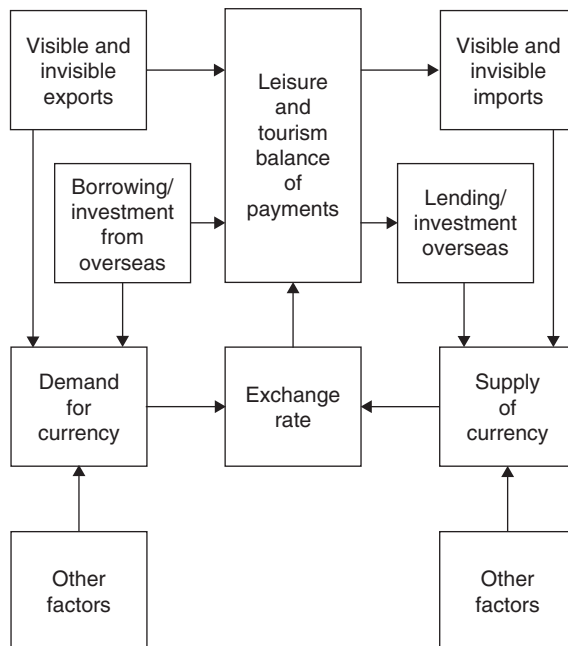 Visible and
invisible
exports
Leisure
and
tourism
balance
of
payments
Visible and
invisible
imports
Borrowing/
investment
from
overseas
Lending/
investment
overseas
Demand
for
currency
Exchange
rate
Supply
of
currency
Other
factors
Other
factors